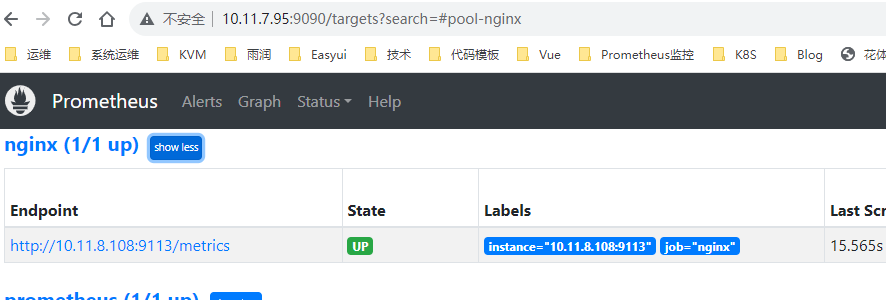 不安全 | 10.11.7.95:9090/targets?search=#pool-nginx
运维 系统运维 KVM 雨润 Easyui 技术 代码模板 Vue Prometheus监控 K8S Blog 花体
Prometheus Alerts Graph Status Help
nginx (1/1 up) show less
Endpoint State Labels Last Scr
http://10.11.8.108:9113/metrics UP instance="10.11.8.108:9113" job="nginx" 15.565s
prometheus (1/1 up)